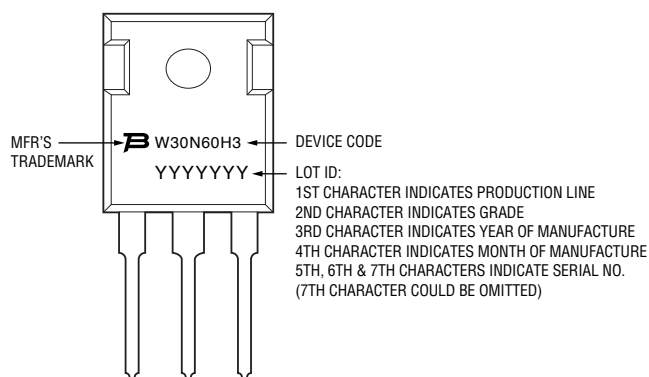 MFR'S
TRADEMARK
W30N60H3
DEVICE CODE
YYYYYYY
LOT ID:
1ST CHARACTER INDICATES PRODUCTION LINE
2ND CHARACTER INDICATES GRADE
3RD CHARACTER INDICATES YEAR OF MANUFACTURE
4TH CHARACTER INDICATES MONTH OF MANUFACTURE
5TH, 6TH & 7TH CHARACTERS INDICATE SERIAL NO.
(7TH CHARACTER COULD BE OMITTED)